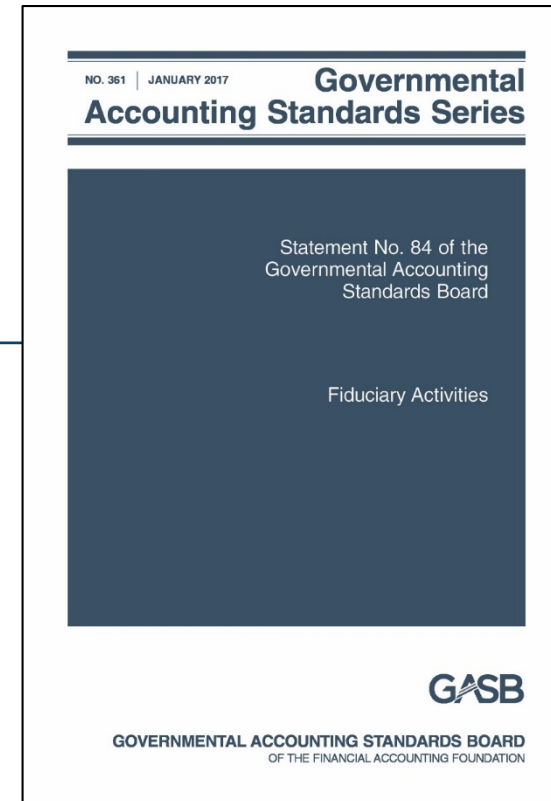 NO. 361 | JANUARY 2017
Governmental
Accounting Standards Series
Statement No. 84 of the
Governmental Accounting
Standards Board
Fiduciary Activities
GASB
GOVERNMENTAL ACCOUNTING STANDARDS BOARD
OF THE FINANCIAL ACCOUNTING FOUNDATION